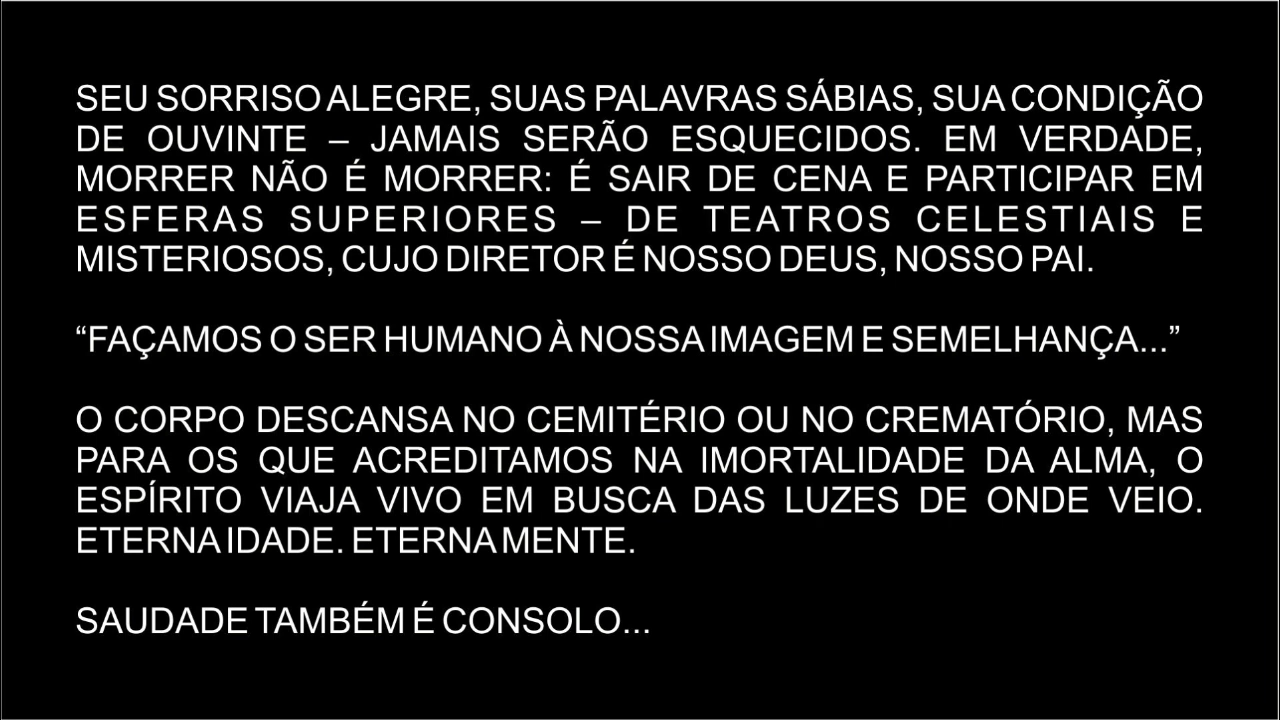 SEU SORRISO ALEGRE, SUAS PALAVRAS SÁBIAS, SUA CONDIÇÃO
DE OUVINTE – JAMAIS SERÃO ESQUECIDOS. EM VERDADE,
MORRER NÃO É MORRER: É SAIR DE CENA E PARTICIPAR EM
ESFERAS SUPERIORES – DE TEATROS CELESTIAIS E
MISTERIOSOS, CUJO DIRETOR É NOSSO DEUS, NOSSO PAI.
“FAÇAMOS O SER HUMANO À NOSSA IMAGEM E SEMELHANÇA...”
O CORPO DESCANSA NO CEMITÉRIO OU NO CREMATÓRIO, MAS
PARA OS QUE ACREDITAMOS NA IMORTALIDADE DA ALMA, O
ESPÍRITO VIAJA VIVO EM BUSCA DAS LUZES DE ONDE VEIO.
ETERNA IDADE. ETERNA MENTE.
SAUDADE TAMBÉM É CONSOLO...